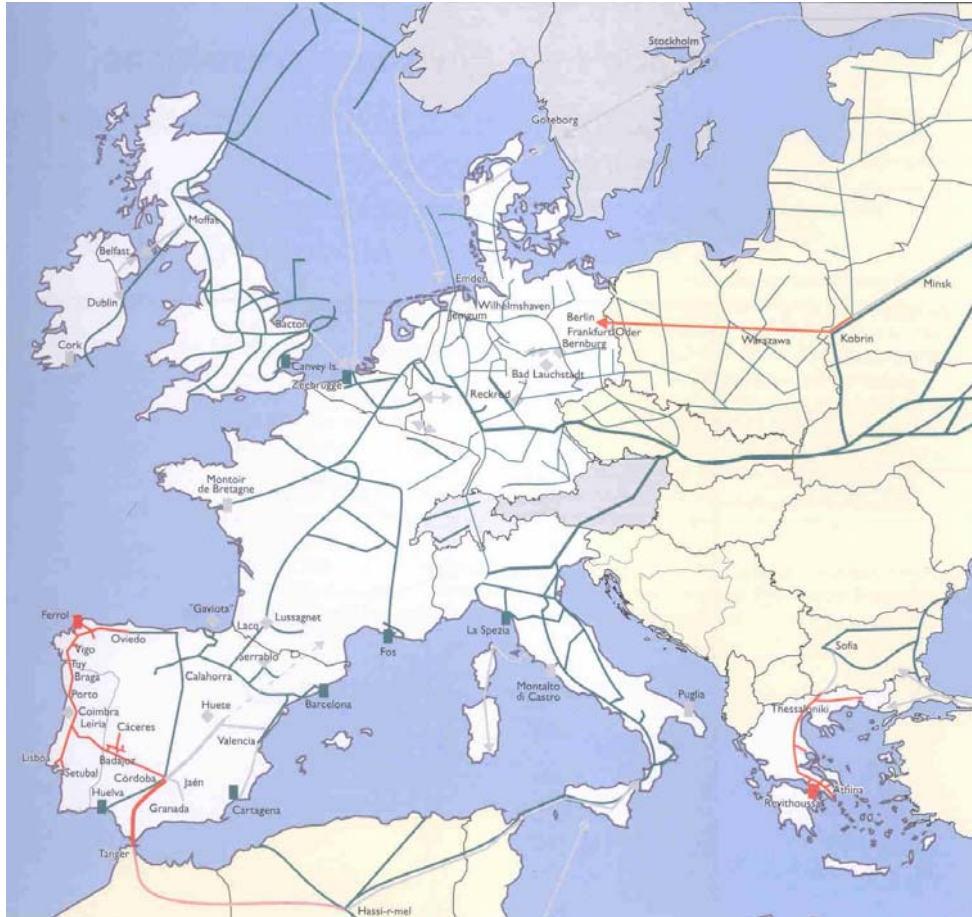 Stockholm
Goteborg
Moffat
Belfast
Dublin
Cork
Bacton
Canvey Is.
Zeebrugge
Emden
Wilhelmshaven
Jemgum
Berlin
Frankfurt/Oder
Bernburg
Bad Lauchstadt
Reckrod
Warszawa
Kobrin
Minsk
Montoir
de Bretagne
Ferrol
"Gaviota"
Lussagnet
Oviedo
Lacq
Vigo
Tuy
Serrablo
Braga
Calahorra
Fos
La Spezia
Porto
Coimbra
Huete
Barcelona
Montalto
di Castro
Puglia
Sofia
Leiria
Cáceres
Thessaloniki
Valencia
Lisboa
Badajoz
Setubal
Córdoba
Jaén
Huelva
Granada
Cartagena
Revithoussa
Athina
Tanger
Hassi-r-mel